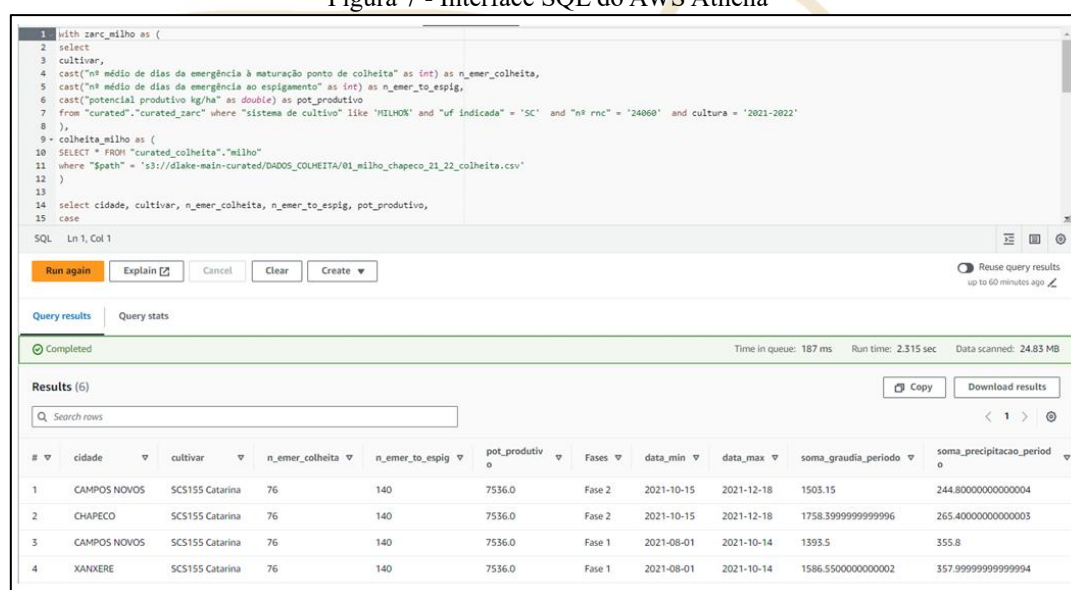 Figura 7 - Interface SQL do AWS Athena
1 with zarc_milho as (
2 select
3 cultivar,
4 cast("nº médio de dias da emergência à maturação ponto de colheita" as int) as n_emer_colheita,
5 cast("nº médio de dias da emergência ao espigamento" as int) as n_emer_to_espig,
6 cast("potencial produtivo kg/ha" as double) as pot_produtivo
7 from "curated"."curated_zarc" where "sistema de cultivo" like 'MILHO%' and "uf indicada" = 'SC' and "nº rnc" = '24060' and cultura = '2021-2022'
8 ),
9 colheita_milho as (
10 SELECT * FROM "curated_colheita"."milho"
11 where "$path" = 's3://dlake-main-curated/DADOS_COLHEITA/01_milho_chapeco_21_22_colheita.csv'
12 )
13
14 select cidade, cultivar, n_emer_colheita, n_emer_to_espig, pot_produtivo,
15 case
SQL Ln 1, Col 1
Run again Explain Cancel Clear Create Reuse query results
up to 60 minutes ago
Query results Query stats
Completed Time in queue: 187 ms Run time: 2.315 sec Data scanned: 24.83 MB
Results (6) Copy Download results
Search rows 1
# cidade cultivar n_emer_colheita n_emer_to_espig pot_produtivo Fases data_min data_max soma_graudia_periodo soma_precipitacao_periodo
1 CAMPOS NOVOS SCS155 Catarina 76 140 7536.0 Fase 2 2021-10-15 2021-12-18 1503.15 244.80000000000004
2 CHAPECO SCS155 Catarina 76 140 7536.0 Fase 2 2021-10-15 2021-12-18 1758.3999999999996 265.40000000000003
3 CAMPOS NOVOS SCS155 Catarina 76 140 7536.0 Fase 1 2021-08-01 2021-10-14 1393.5 355.8
4 XANXERE SCS155 Catarina 76 140 7536.0 Fase 1 2021-08-01 2021-10-14 1586.5500000000002 357.99999999999994